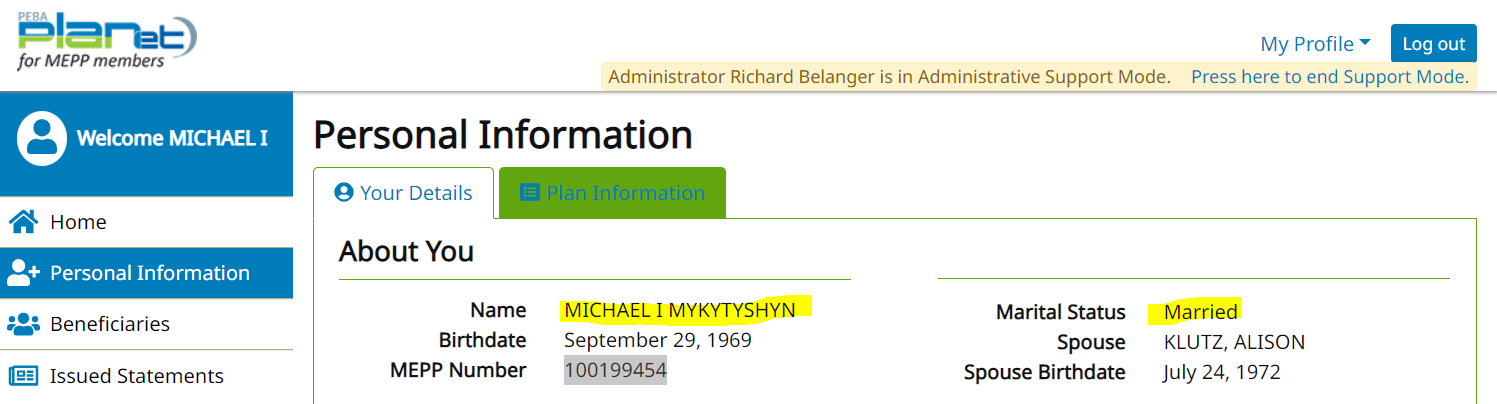 PEBA
planet
for MEPP members
My Profile
Log out
Administrator Richard Belanger is in Administrative Support Mode. Press here to end Support Mode.
Welcome MICHAEL I
Home
Personal Information
Beneficiaries
Issued Statements
Personal Information
Your Details
Plan Information
About You
Name MICHAEL I MYKYTYSHYN
Birthdate September 29, 1969
MEPP Number 100199454
Marital Status Married
Spouse KLUTZ, ALISON
Spouse Birthdate July 24, 1972